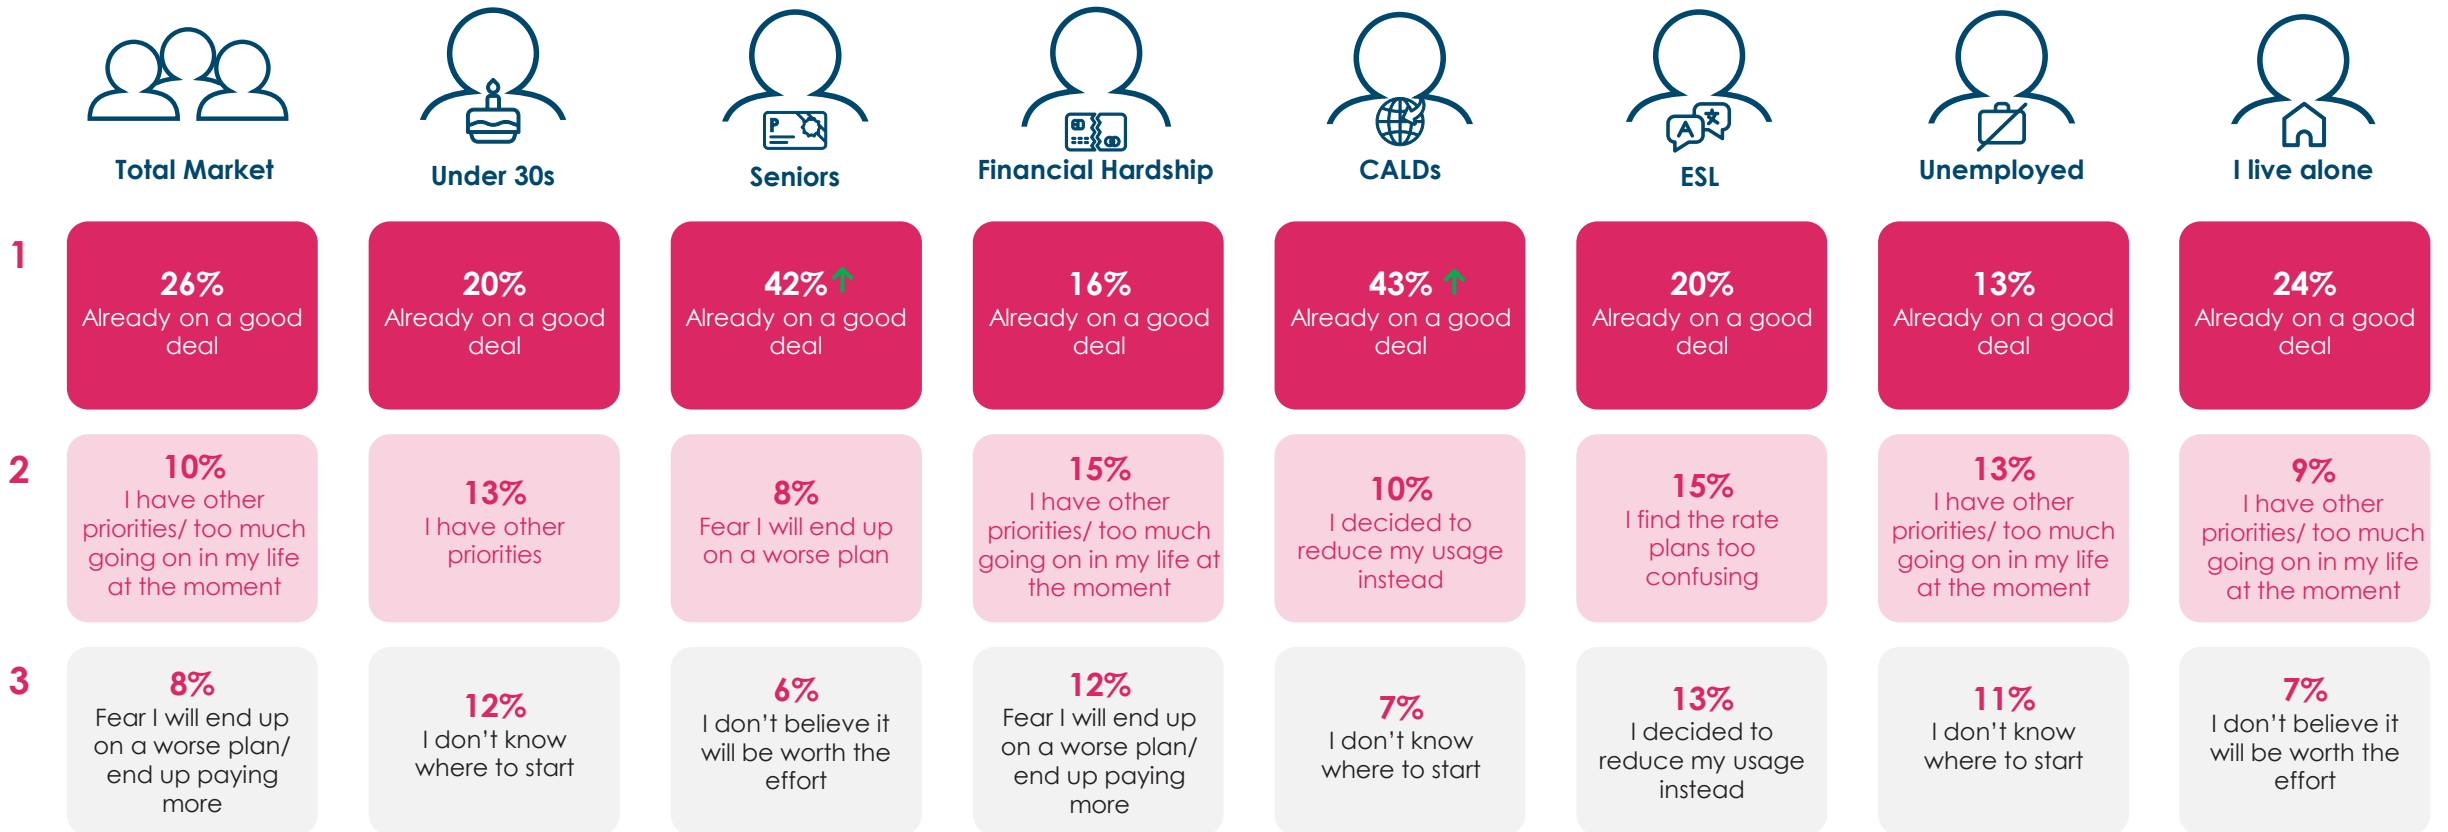 Total Market
Under 30s
Seniors
Financial Hardship
CALDs
ESL
Unemployed
I live alone
1
26%
Already on a good
deal
20%
Already on a good
deal
42%
Already on a good
deal
16%
Already on a good
deal
43%
Already on a good
deal
20%
Already on a good
deal
13%
Already on a good
deal
24%
Already on a good
deal
2
10%
I have other
priorities/ too much
going on in my life
at the moment
13%
I have other
priorities
8%
Fear I will end up
on a worse plan
15%
I have other
priorities/ too much
going on in my life at
the moment
10%
I decided to
reduce my usage
instead
15%
I find the rate
plans too
confusing
13%
I have other
priorities/ too much
going on in my life
at the moment
9%
I have other
priorities/ too much
going on in my life
at the moment
3
8%
Fear I will end up
on a worse plan/
end up paying
more
12%
I don't know
where to start
6%
I don't believe it
will be worth the
effort
12%
Fear I will end up
on a worse plan/
end up paying
more
7%
I don't know
where to start
13%
I decided to
reduce my usage
instead
11%
I don't know
where to start
7%
I don't believe it
will be worth the
effort